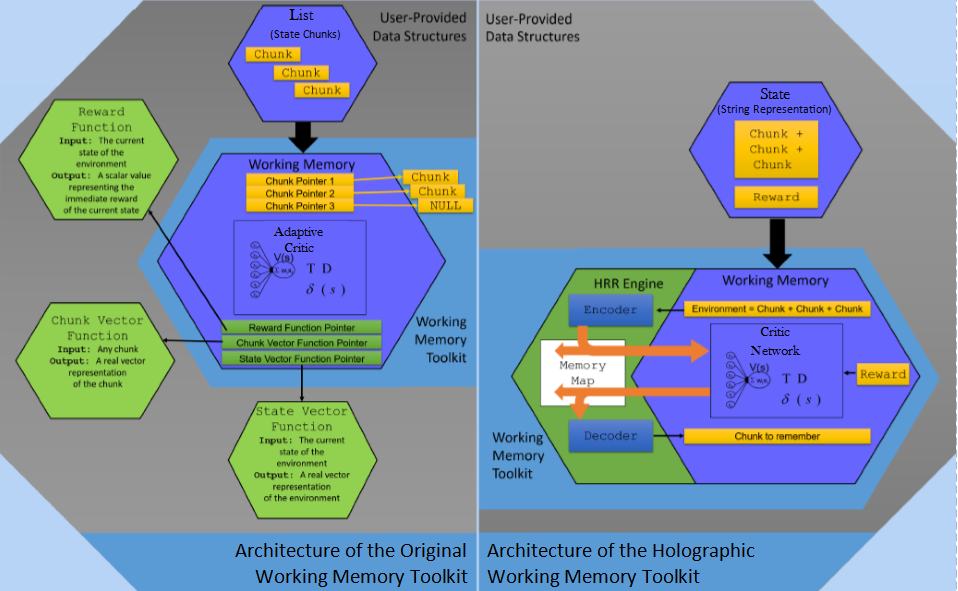 User-Provided
Data Structures
List
(State Chunks)
Chunk
Chunk
Chunk
Reward
Function
Input: The current
state of the
environment
Output: A scalar value
representing the
immediate reward
of the current state
Working Memory
Chunk Pointer 1
Chunk Pointer 2
Chunk Pointer 3
Chunk
Chunk
NULL
Adaptive
Critic
V(s)
T D
δ ( s )
Reward Function Pointer
Chunk Vector Function Pointer
State Vector Function Pointer
Working
Memory
Toolkit
Chunk Vector
Function
Input: Any chunk
Output: A real vector
representation
of the chunk
State Vector
Function
Input: The current
state of the
environment
Output: A real vector
representation
of the environment
Architecture of the Original
Working Memory Toolkit
User-Provided
Data Structures
State
(String Representation)
Chunk +
Chunk +
Chunk
Reward
HRR Engine
Encoder
Memory
Map
Decoder
Working Memory
Environment = Chunk + Chunk + Chunk
Critic
Network
V(s)
T D
δ ( s )
Reward
Chunk to remember
Working
Memory
Toolkit
Architecture of the Holographic
Working Memory Toolkit